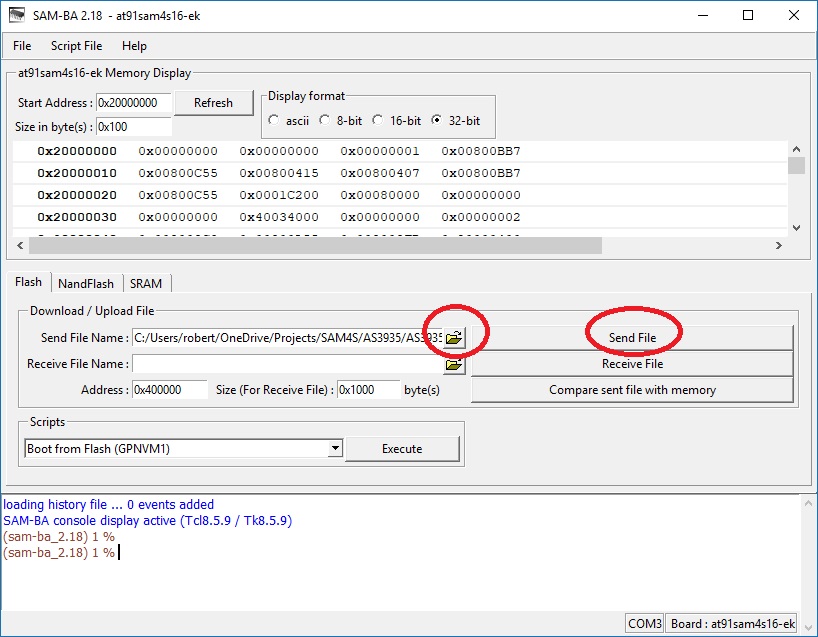 SAM-BA 2.18 - at91sam4s16-ek
File Script File Help
at91sam4s16-ek Memory Display
Start Address : 0x20000000 Refresh
Size in byte(s) : 0x100
Display format
ascii 8-bit 16-bit 32-bit
0x20000000 0x00000000 0x00000000 0x00000001 0x00800BB7
0x20000010 0x00800C55 0x00800415 0x00800407 0x00800BB7
0x20000020 0x00800C55 0x0001C200 0x00080000 0x00000000
0x20000030 0x00000000 0x40034000 0x00000000 0x00000002
Flash NandFlash SRAM
Download / Upload File
Send File Name : C:/Users/robert/OneDrive/Projects/SAM4S/AS3935/AS3935 Send File
Receive File Name : Receive File
Address : 0x400000 Size (For Receive File) : 0x1000 byte(s) Compare sent file with memory
Scripts
Boot from Flash (GPNVM1) Execute
loading history file ... 0 events added
SAM-BA console display active (Tcl8.5.9 / Tk8.5.9)
(sam-ba_2.18) 1 %
(sam-ba_2.18) 1 %
COM3 Board : at91sam4s16-ek